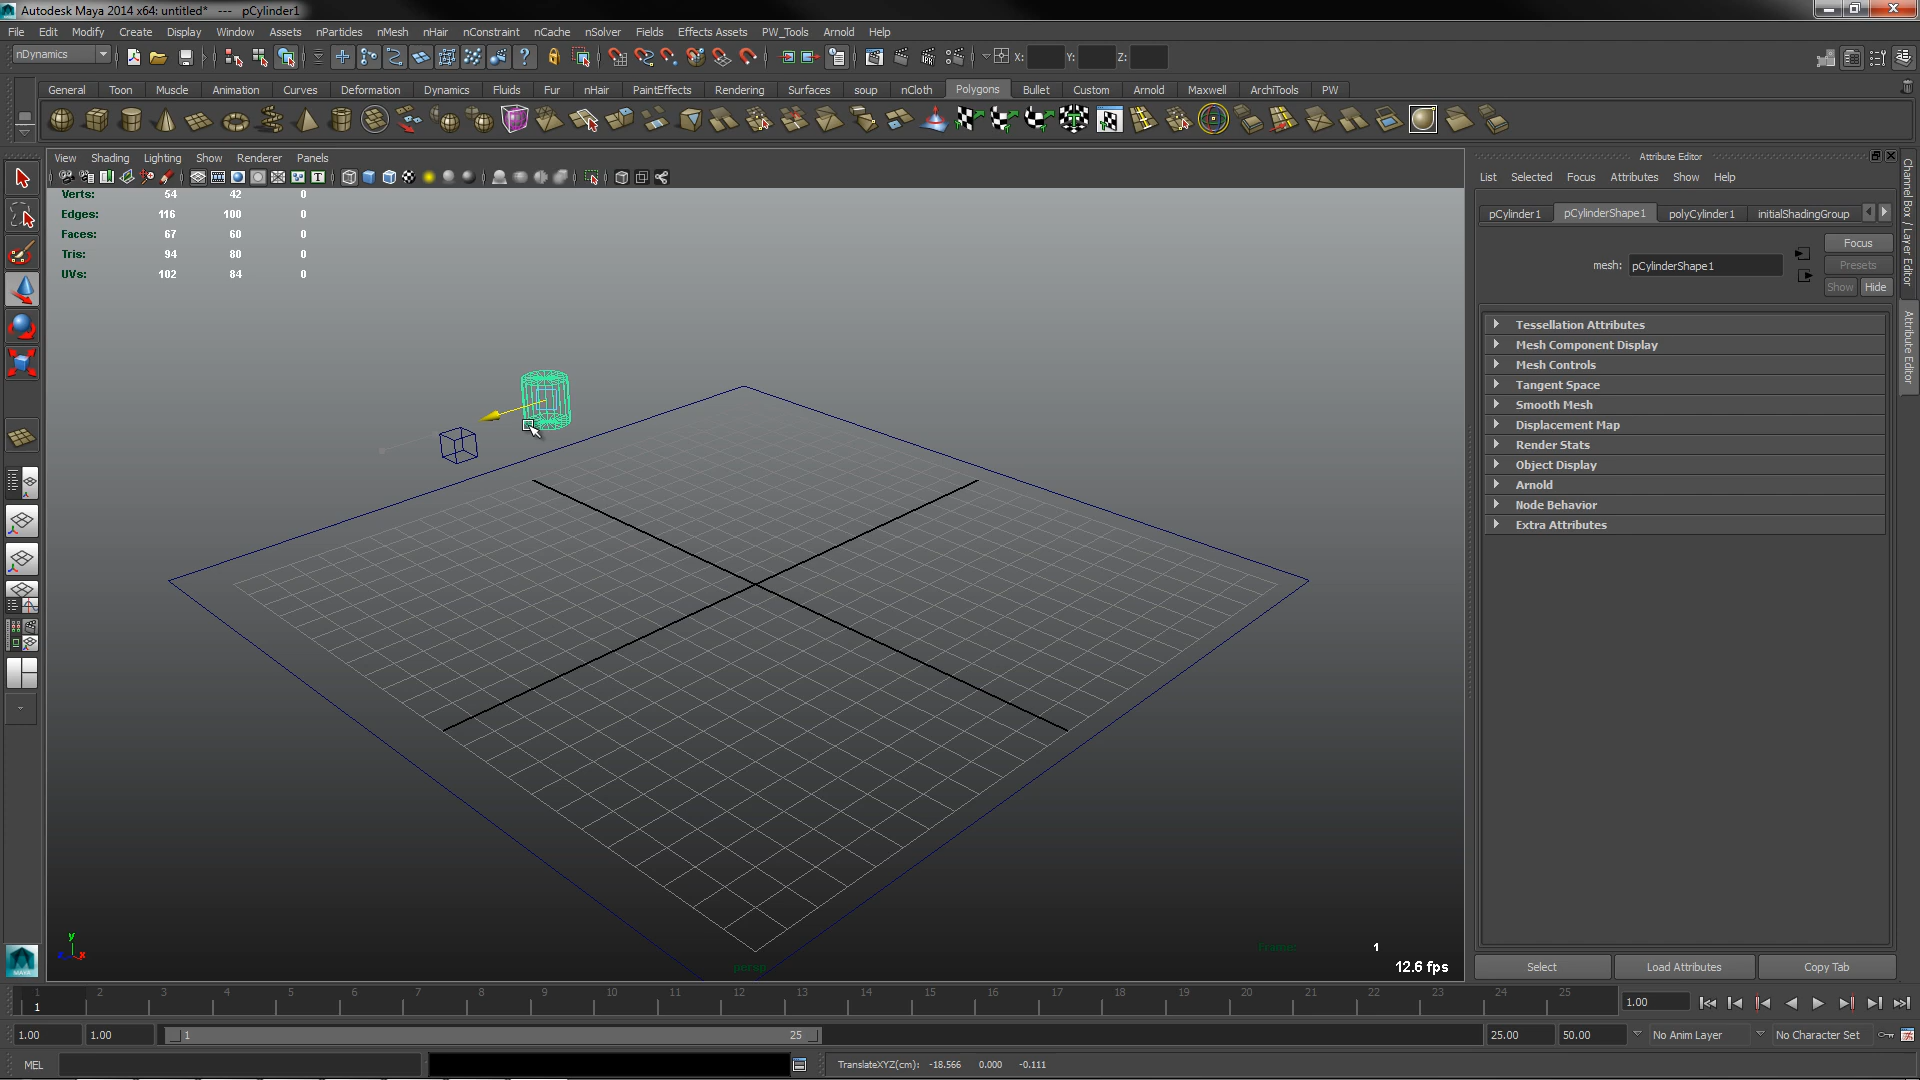 Autodesk Maya 2014 x64: untitled* --- pCylinder1
File Edit Modify Create Display Window Assets nParticles nMesh nHair nConstraint nCache nSolver Fields Effects Assets PW_Tools Arnold Help
nDynamics X: Y: Z:
General Toon Muscle Animation Curves Deformation Dynamics Fluids Fur nHair PaintEffects Rendering Surfaces soup nCloth Polygons Bullet Custom Arnold Maxwell ArchiTools PW
View Shading Lighting Show Renderer Panels
Verts: 54 42 0
Edges: 116 100 0
Faces: 67 60 0
Tris: 94 80 0
UVs: 102 84 0
y
x
persp
Frame: 1
12.6 fps
Attribute Editor
List Selected Focus Attributes Show Help
pCylinder1 pCylinderShape1 polyCylinder1 initialShadingGroup
Focus
mesh: pCylinderShape1
Presets
Show Hide
Tessellation Attributes
Mesh Component Display
Mesh Controls
Tangent Space
Smooth Mesh
Displacement Map
Render Stats
Object Display
Arnold
Node Behavior
Extra Attributes
Select Load Attributes Copy Tab
Channel Box / Layer Editor
Attribute Editor
1 2 3 4 5 6 7 8 9 10 11 12 13 14 15 16 17 18 19 20 21 22 23 24 25
1 1.00
1.00 1.00 1 25 25.00 50.00 No Anim Layer No Character Set
MEL TranslateXYZ(cm): -18.566 0.000 -0.111